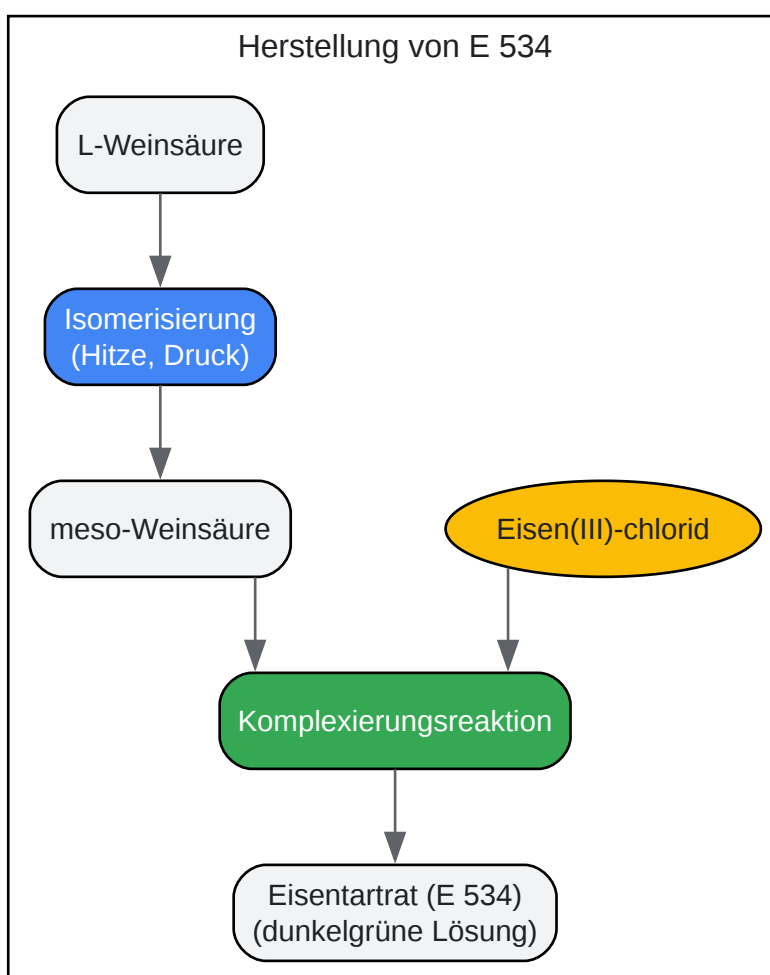 Herstellung von E 534
L-Weinsäure
Isomerisierung
(Hitze, Druck)
meso-Weinsäure
Eisen(III)-chlorid
Komplexierungsreaktion
Eisentartrat (E 534)
(dunkelgrüne Lösung)